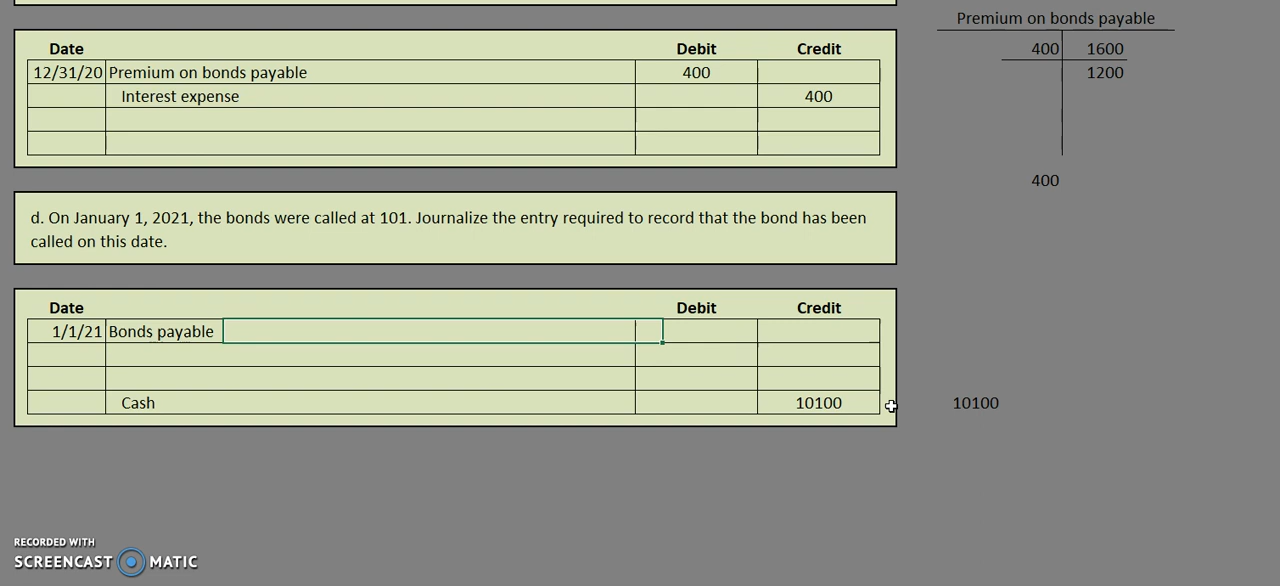 Premium on bonds payable
Date Debit Credit
400 1600
12/31/20 Premium on bonds payable 400
1200
Interest expense 400
400
d. On January 1, 2021, the bonds were called at 101. Journalize the entry required to record that the bond has been
called on this date.
Date Debit Credit
1/1/21 Bonds payable
Cash 10100
10100
RECORDED WITH
SCREENCAST MATIC